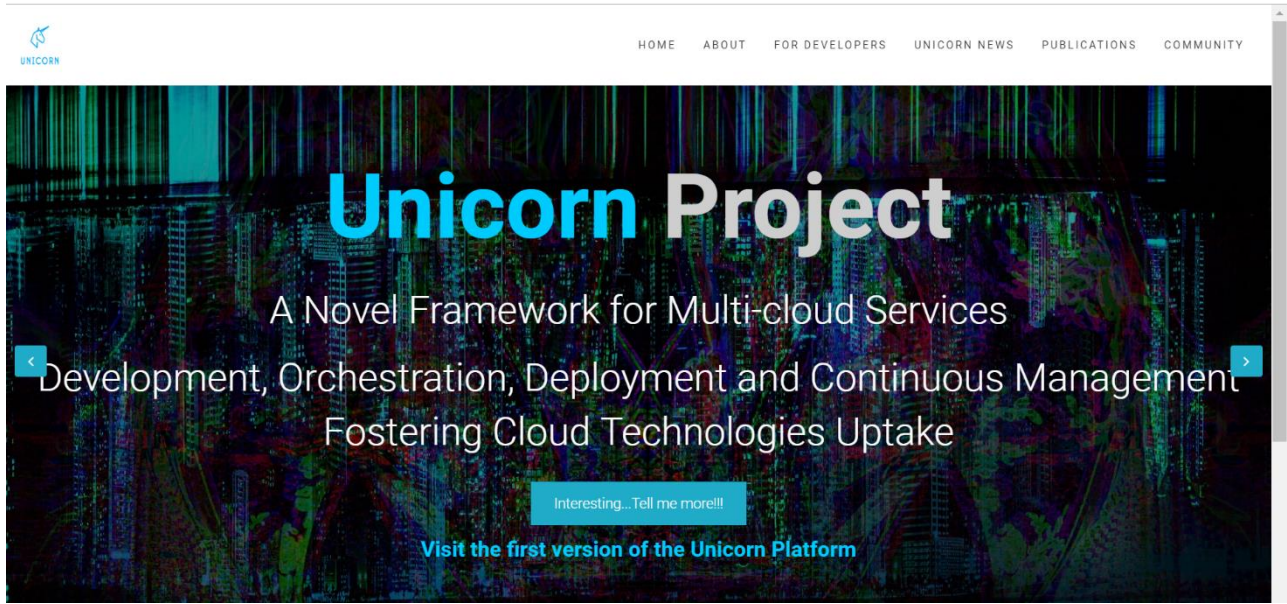 UNICORN
HOME ABOUT FOR DEVELOPERS UNICORN NEWS PUBLICATIONS COMMUNITY
Unicorn Project
A Novel Framework for Multi-cloud Services
Development, Orchestration, Deployment and Continuous Management
Fostering Cloud Technologies Uptake
Interesting...Tell me more!!!
Visit the first version of the Unicorn Platform